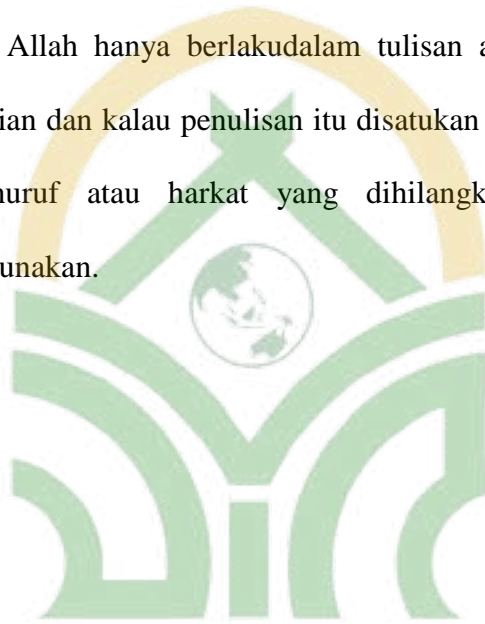 Allah hanya berlakudalam tulisan a
ian dan kalau penulisan itu disatukan
huruf atau harkat yang dihilangk
unakan.